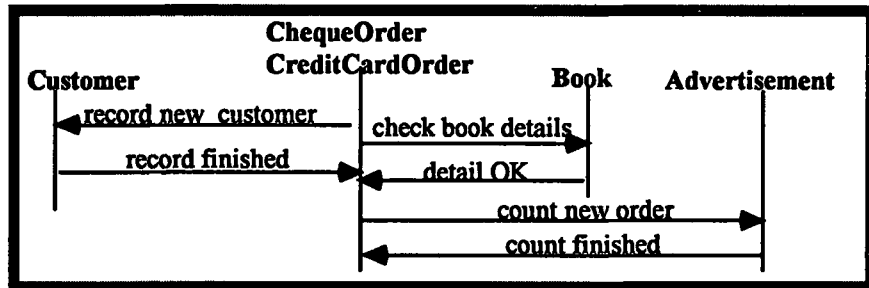 ChequeOrder
CreditCardOrder
Customer
Book
Advertisement
record new customer
check book details
record finished
detail OK
count new order
count finished